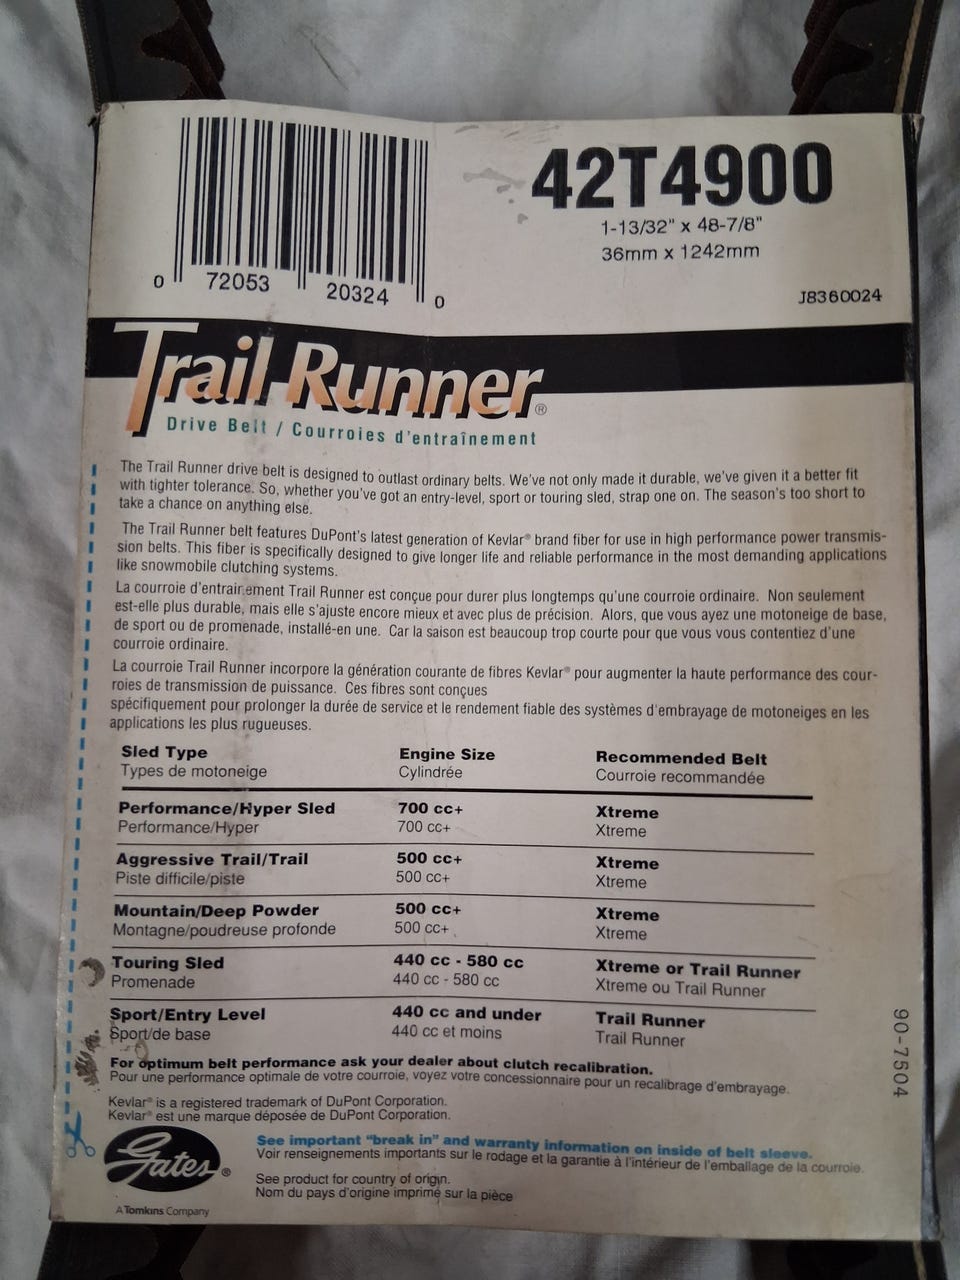 42T4900
1-13/32" x 48-7/8"
36mm x 1242mm
0 72053 20324 0
J8360024
Trail Runner®
Drive Belt / Courroies d'entraînement
The Trail Runner drive belt is designed to outlast ordinary belts. We've not only made it durable, we've given it a better fit
with tighter tolerance. So, whether you've got an entry-level, sport or touring sled, strap one on. The season's too short to
take a chance on anything else.
The Trail Runner belt features DuPont's latest generation of Kevlar® brand fiber for use in high performance power transmis-
sion belts. This fiber is specifically designed to give longer life and reliable performance in the most demanding applications
like snowmobile clutching systems.
La courroie d'entrainement Trail Runner est conçue pour durer plus longtemps qu'une courroie ordinaire. Non seulement
est-elle plus durable, mais elle s'ajuste encore mieux et avec plus de précision. Alors, que vous ayez une motoneige de base,
de sport ou de promenade, installé-en une. Car la saison est beaucoup trop courte pour que vous vous contentiez d'une
courroie ordinaire.
La courroie Trail Runner incorpore la génération courante de fibres Kevlar® pour augmenter la haute performance des cour-
roies de transmission de puissance. Ces fibres sont conçues
spécifiquement pour prolonger la durée de service et le rendement fiable des systèmes d'embrayage de motoneiges en les
applications les plus rugueuses.
Sled Type Engine Size Recommended Belt
Types de motoneige Cylindrée Courroie recommandée
Performance/Hyper Sled 700 cc+ Xtreme
Performance/Hyper 700 cc+ Xtreme
Aggressive Trail/Trail 500 cc+ Xtreme
Piste difficile/piste 500 cc+ Xtreme
Mountain/Deep Powder 500 cc+ Xtreme
Montagne/poudreuse profonde 500 cc+ Xtreme
Touring Sled 440 cc - 580 cc Xtreme or Trail Runner
Promenade 440 cc - 580 cc Xtreme ou Trail Runner
Sport/Entry Level 440 cc and under Trail Runner
Sport/de base 440 cc et moins Trail Runner
For optimum belt performance ask your dealer about clutch recalibration.
Pour une performance optimale de votre courroie, voyez votre concessionnaire pour un recalibrage d'embrayage.
Kevlar® is a registered trademark of DuPont Corporation.
Kevlar® est une marque déposée de DuPont Corporation.
90-7504
Gates®
A Tomkins Company
See important "break in" and warranty information on inside of belt sleeve.
Voir renseignements importants sur le rodage et la garantie à l'intérieur de l'emballage de la courroie.
See product for country of origin.
Nom du pays d'origine imprimé sur la pièce